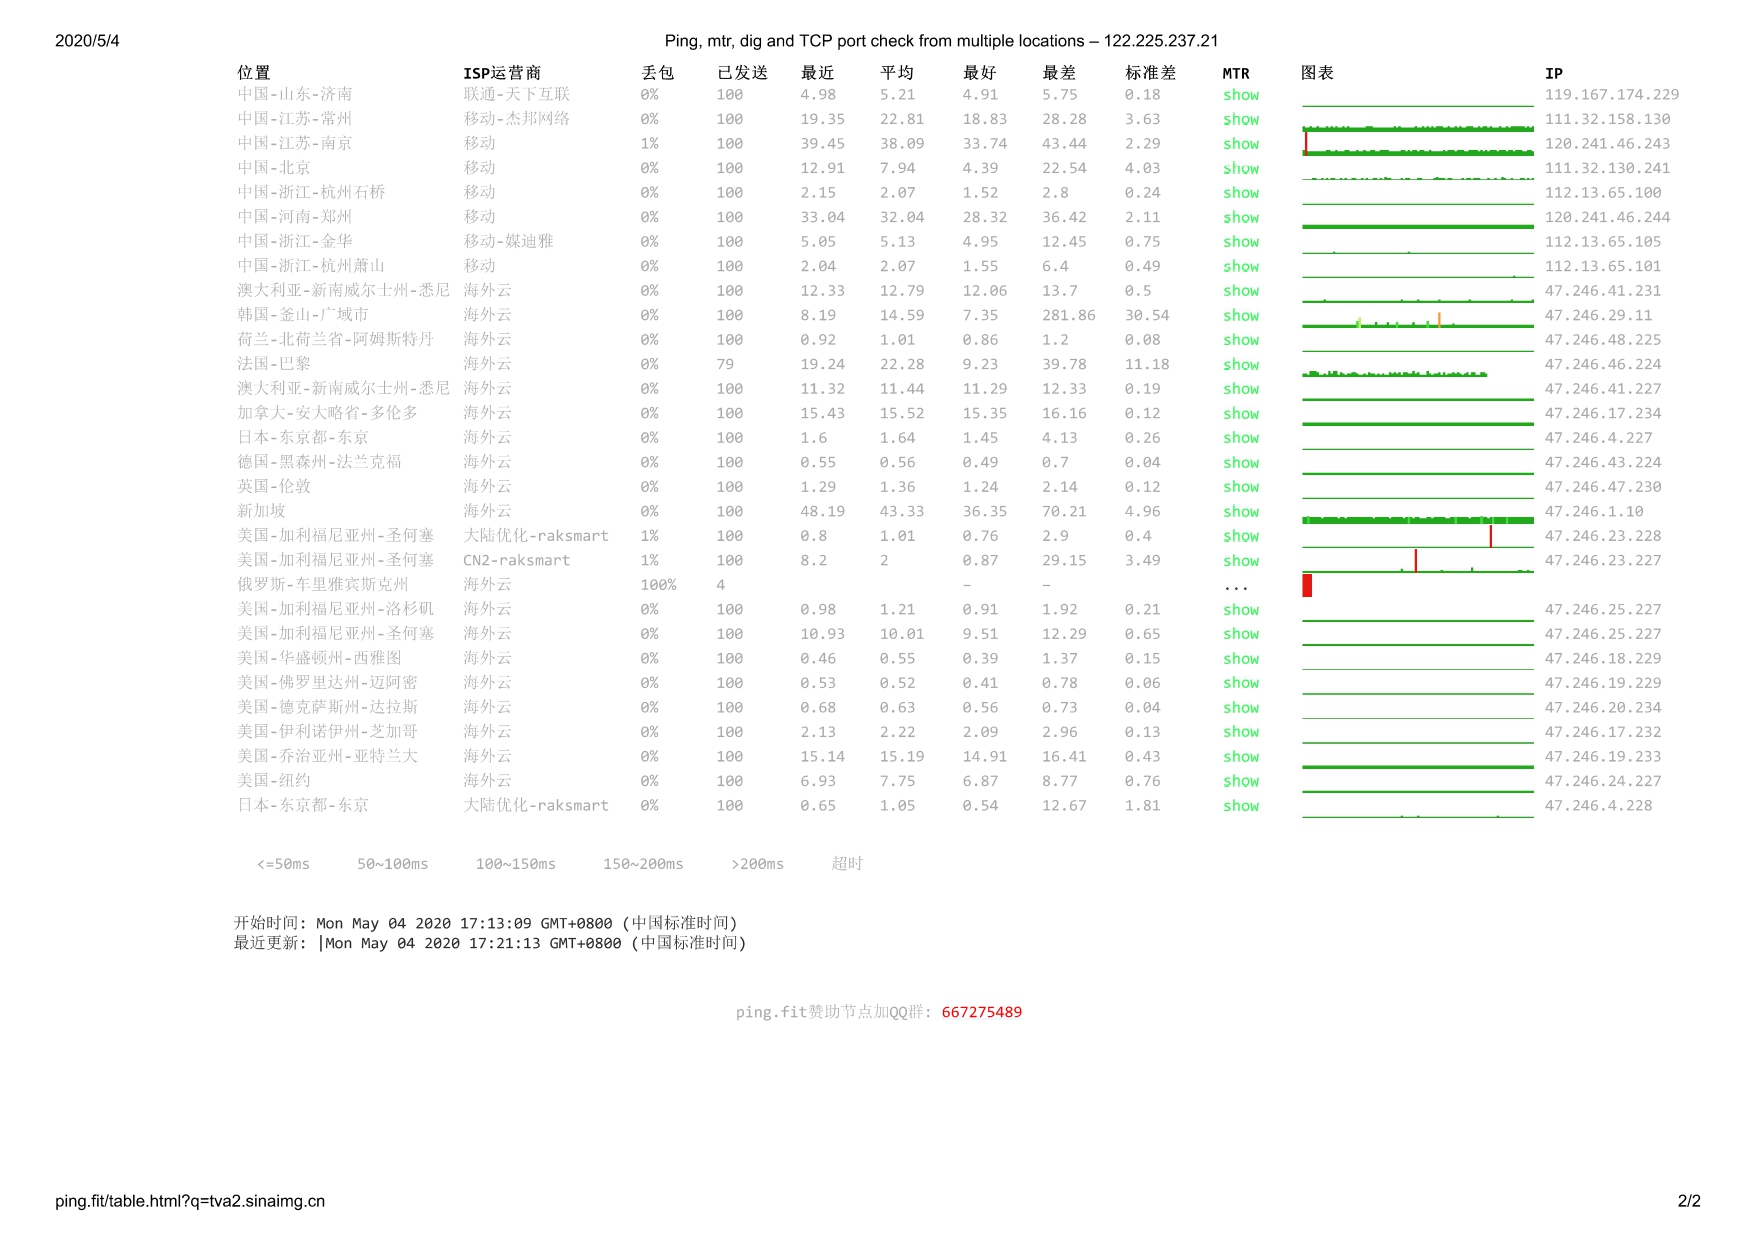 2020/5/4 Ping, mtr, dig and TCP port check from multiple locations – 122.225.237.21
位置 ISP运营商 丢包 已发送 最近 平均 最好 最差 标准差 MTR 图表 IP
中国-山东-济南 联通-天下互联 0% 100 4.98 5.21 4.91 5.75 0.18 show 119.167.174.229
中国-江苏-常州 移动-杰邦网络 0% 100 19.35 22.81 18.83 28.28 3.63 show 111.32.158.130
中国-江苏-南京 移动 1% 100 39.45 38.09 33.74 43.44 2.29 show 120.241.46.243
中国-北京 移动 0% 100 12.91 7.94 4.39 22.54 4.03 show 111.32.130.241
中国-浙江-杭州石桥 移动 0% 100 2.15 2.07 1.52 2.8 0.24 show 112.13.65.100
中国-河南-郑州 移动 0% 100 33.04 32.04 28.32 36.42 2.11 show 120.241.46.244
中国-浙江-金华 移动-媒迪雅 0% 100 5.05 5.13 4.95 12.45 0.75 show 112.13.65.105
中国-浙江-杭州萧山 移动 0% 100 2.04 2.07 1.55 6.4 0.49 show 112.13.65.101
澳大利亚-新南威尔士州-悉尼 海外云 0% 100 12.33 12.79 12.06 13.7 0.5 show 47.246.41.231
韩国-釜山-广域市 海外云 0% 100 8.19 14.59 7.35 281.86 30.54 show 47.246.29.11
荷兰-北荷兰省-阿姆斯特丹 海外云 0% 100 0.92 1.01 0.86 1.2 0.08 show 47.246.48.225
法国-巴黎 海外云 0% 79 19.24 22.28 9.23 39.78 11.18 show 47.246.46.224
澳大利亚-新南威尔士州-悉尼 海外云 0% 100 11.32 11.44 11.29 12.33 0.19 show 47.246.41.227
加拿大-安大略省-多伦多 海外云 0% 100 15.43 15.52 15.35 16.16 0.12 show 47.246.17.234
日本-东京都-东京 海外云 0% 100 1.6 1.64 1.45 4.13 0.26 show 47.246.4.227
德国-黑森州-法兰克福 海外云 0% 100 0.55 0.56 0.49 0.7 0.04 show 47.246.43.224
英国-伦敦 海外云 0% 100 1.29 1.36 1.24 2.14 0.12 show 47.246.47.230
新加坡 海外云 0% 100 48.19 43.33 36.35 70.21 4.96 show 47.246.1.10
美国-加利福尼亚州-圣何塞 大陆优化-raksmart 1% 100 0.8 1.01 0.76 2.9 0.4 show 47.246.23.228
美国-加利福尼亚州-圣何塞 CN2-raksmart 1% 100 8.2 2 0.87 29.15 3.49 show 47.246.23.227
俄罗斯-车里雅宾斯克州 海外云 100% 4 – – ...
美国-加利福尼亚州-洛杉矶 海外云 0% 100 0.98 1.21 0.91 1.92 0.21 show 47.246.25.227
美国-加利福尼亚州-圣何塞 海外云 0% 100 10.93 10.01 9.51 12.29 0.65 show 47.246.25.227
美国-华盛顿州-西雅图 海外云 0% 100 0.46 0.55 0.39 1.37 0.15 show 47.246.18.229
美国-佛罗里达州-迈阿密 海外云 0% 100 0.53 0.52 0.41 0.78 0.06 show 47.246.19.229
美国-德克萨斯州-达拉斯 海外云 0% 100 0.68 0.63 0.56 0.73 0.04 show 47.246.20.234
美国-伊利诺伊州-芝加哥 海外云 0% 100 2.13 2.22 2.09 2.96 0.13 show 47.246.17.232
美国-乔治亚州-亚特兰大 海外云 0% 100 15.14 15.19 14.91 16.41 0.43 show 47.246.19.233
美国-纽约 海外云 0% 100 6.93 7.75 6.87 8.77 0.76 show 47.246.24.227
日本-东京都-东京 大陆优化-raksmart 0% 100 0.65 1.05 0.54 12.67 1.81 show 47.246.4.228
<=50ms 50~100ms 100~150ms 150~200ms >200ms 超时
开始时间: Mon May 04 2020 17:13:09 GMT+0800 (中国标准时间)
最近更新: |Mon May 04 2020 17:21:13 GMT+0800 (中国标准时间)
ping.fit赞助节点加QQ群: 667275489
ping.fit/table.html?q=tva2.sinaimg.cn 2/2